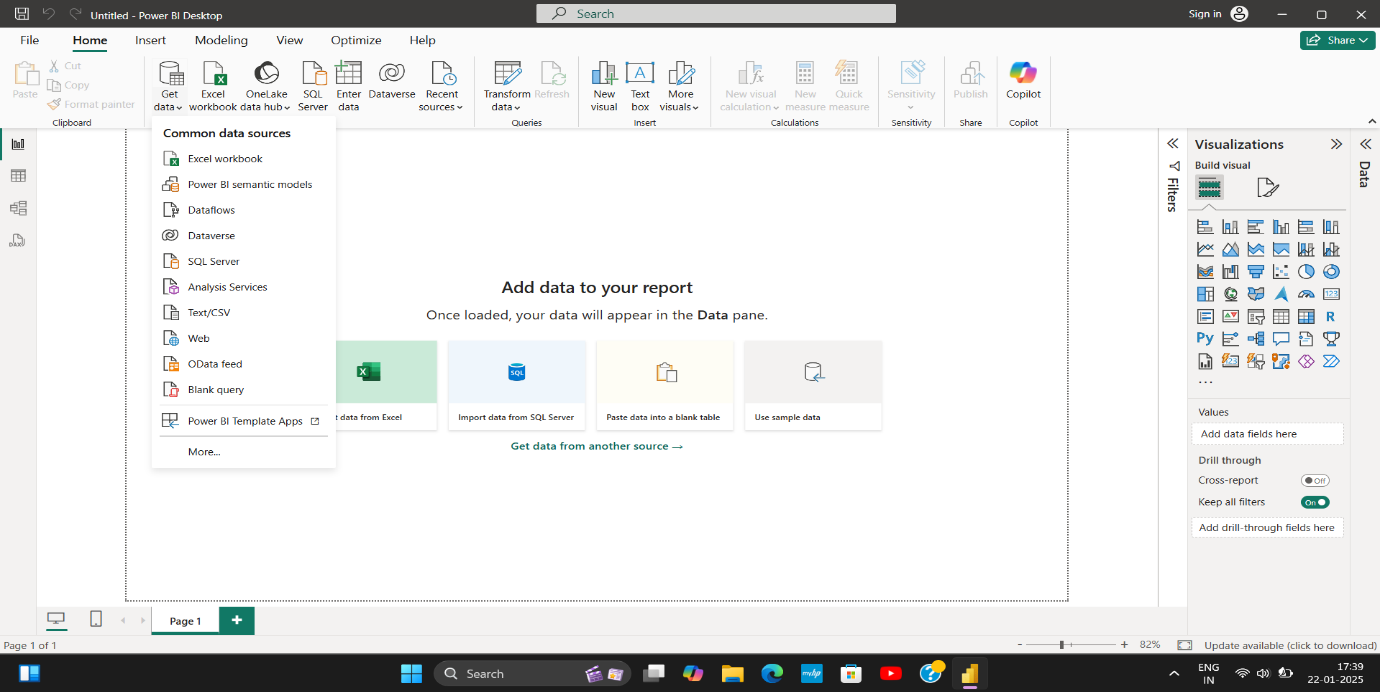 Untitled - Power BI Desktop
Search
Sign in
File Home Insert Modeling View Optimize Help
Share
Paste
Cut
Copy
Format painter
Clipboard
Get data
Excel workbook
OneLake data hub
SQL Server
Enter data
Dataverse
Recent sources
Transform data
Refresh
Queries
New visual
Text box
More visuals
Insert
New visual calculation
New measure
Quick measure
Calculations
Sensitivity
Sensitivity
Publish
Share
Copilot
Copilot
Common data sources
Excel workbook
Power BI semantic models
Dataflows
Dataverse
SQL Server
Analysis Services
Text/CSV
Web
OData feed
Blank query
Power BI Template Apps
More...
Add data to your report
Once loaded, your data will appear in the Data pane.
SQL
t data from Excel
Import data from SQL Server
Paste data into a blank table
Use sample data
Get data from another source →
Filters
Visualizations
Build visual
123
R
Py
123
...
Values
Add data fields here
Drill through
Cross-report
Off
Keep all filters
On
Add drill-through fields here
Data
DAX
Page 1
+
Page 1 of 1
- + 82%
Update available (click to download)
Search
myhp
ENG
IN
17:39
22-01-2025